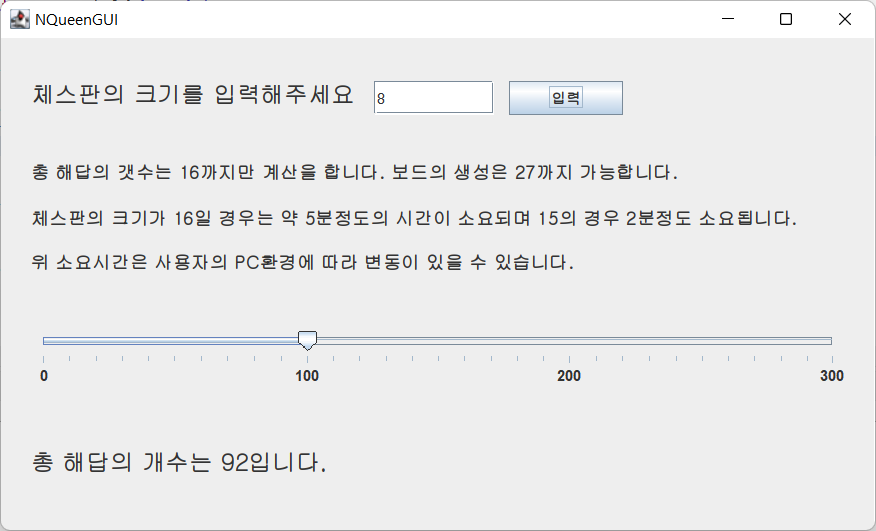 NQueenGUI
체스판의 크기를 입력해주세요 8 입력
총 해답의 갯수는 16까지만 계산을 합니다. 보드의 생성은 27까지 가능합니다.
체스판의 크기가 16일 경우는 약 5분정도의 시간이 소요되며 15의 경우 2분정도 소요됩니다.
위 소요시간은 사용자의 PC환경에 따라 변동이 있을 수 있습니다.
0 100 200 300
총 해답의 개수는 92입니다.